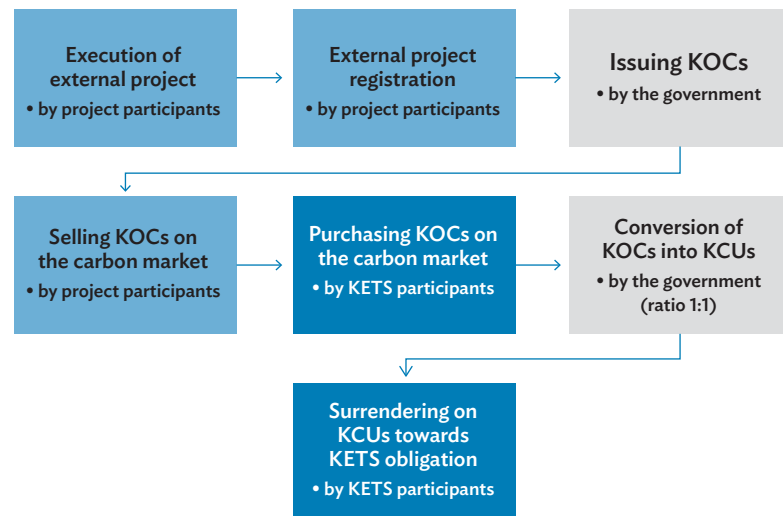 Execution of
external project
• by project participants
External project
registration
• by project participants
Issuing KOCs
• by the government
Selling KOCs on
the carbon market
• by project participants
Purchasing KOCs on
the carbon market
• by KETS participants
Conversion of
KOCs into KCUs
• by the government
(ratio 1:1)
Surrendering on
KCUs towards
KETS obligation
• by KETS participants